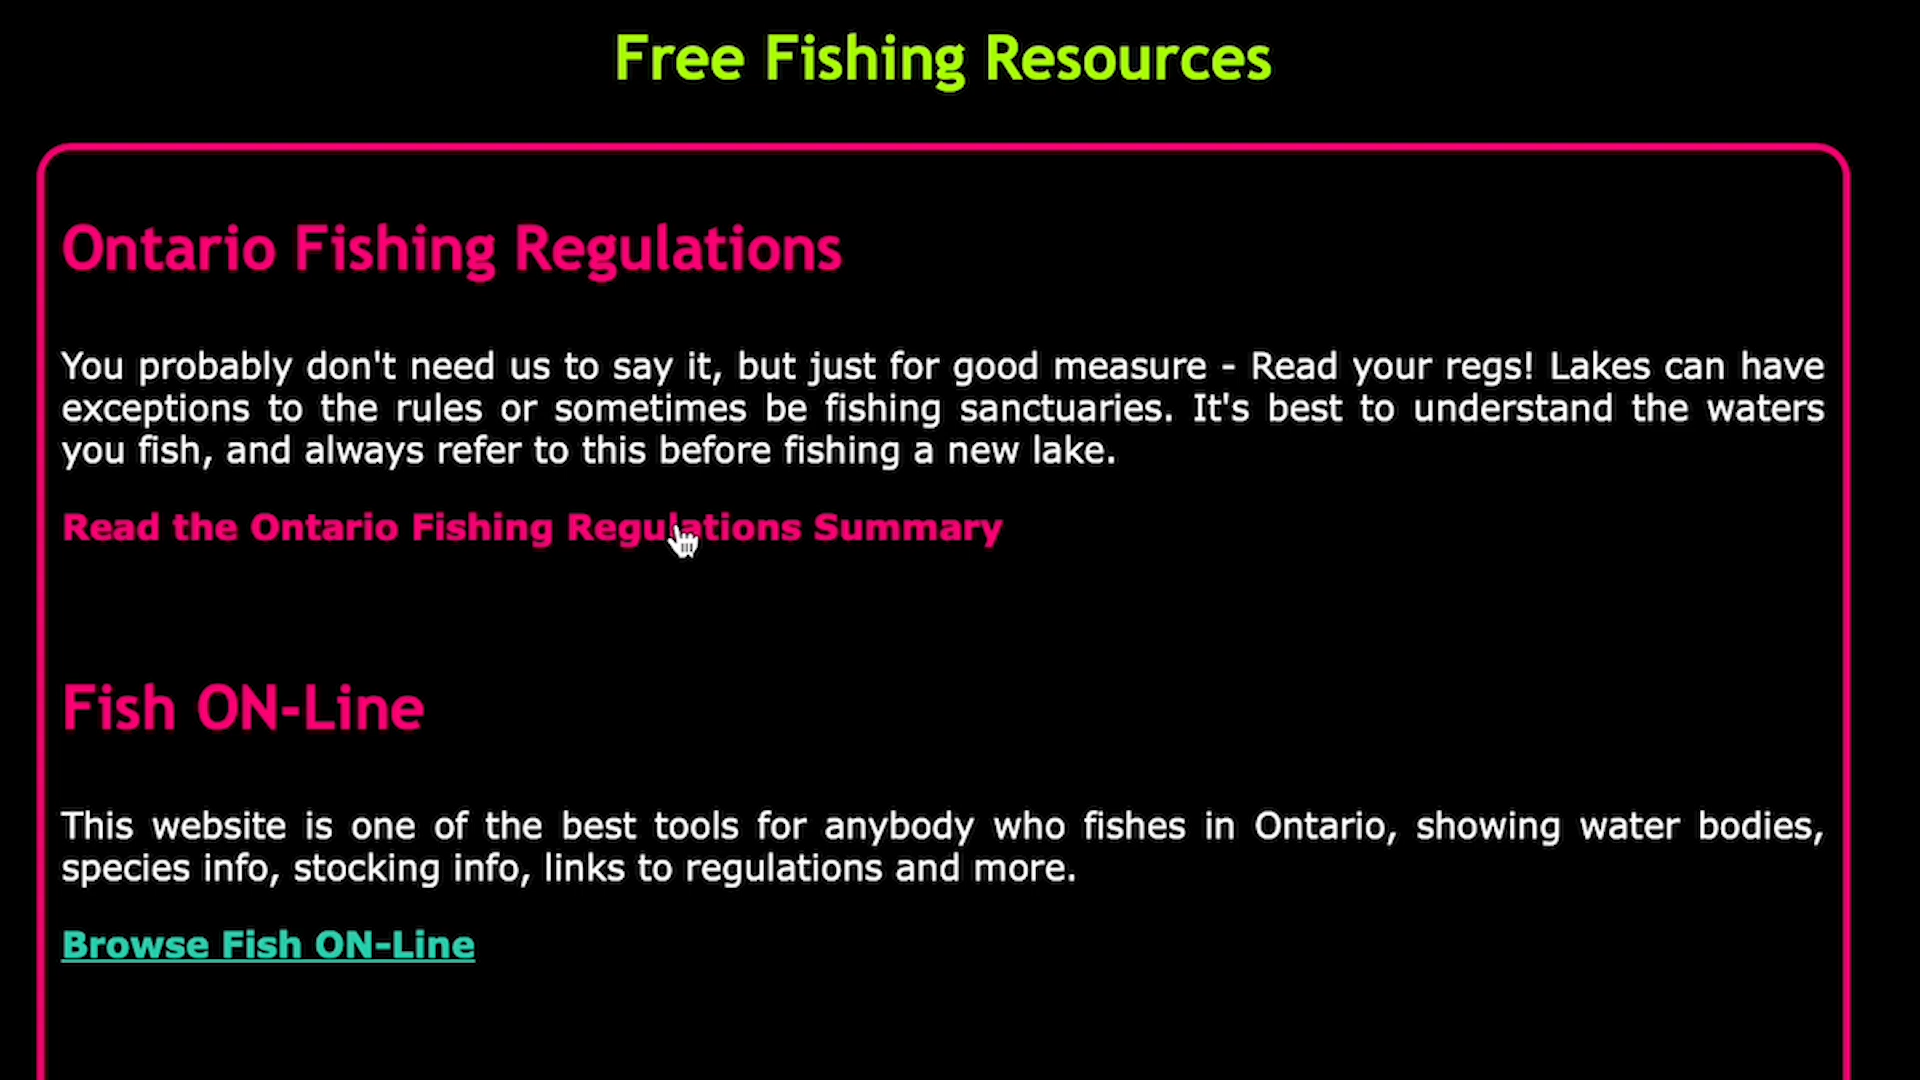 Free Fishing Resources
Ontario Fishing Regulations
You probably don't need us to say it, but just for good measure - Read your regs! Lakes can have
exceptions to the rules or sometimes be fishing sanctuaries. It's best to understand the waters
you fish, and always refer to this before fishing a new lake.
Read the Ontario Fishing Regulations Summary
Fish ON-Line
This website is one of the best tools for anybody who fishes in Ontario, showing water bodies,
species info, stocking info, links to regulations and more.
Browse Fish ON-Line